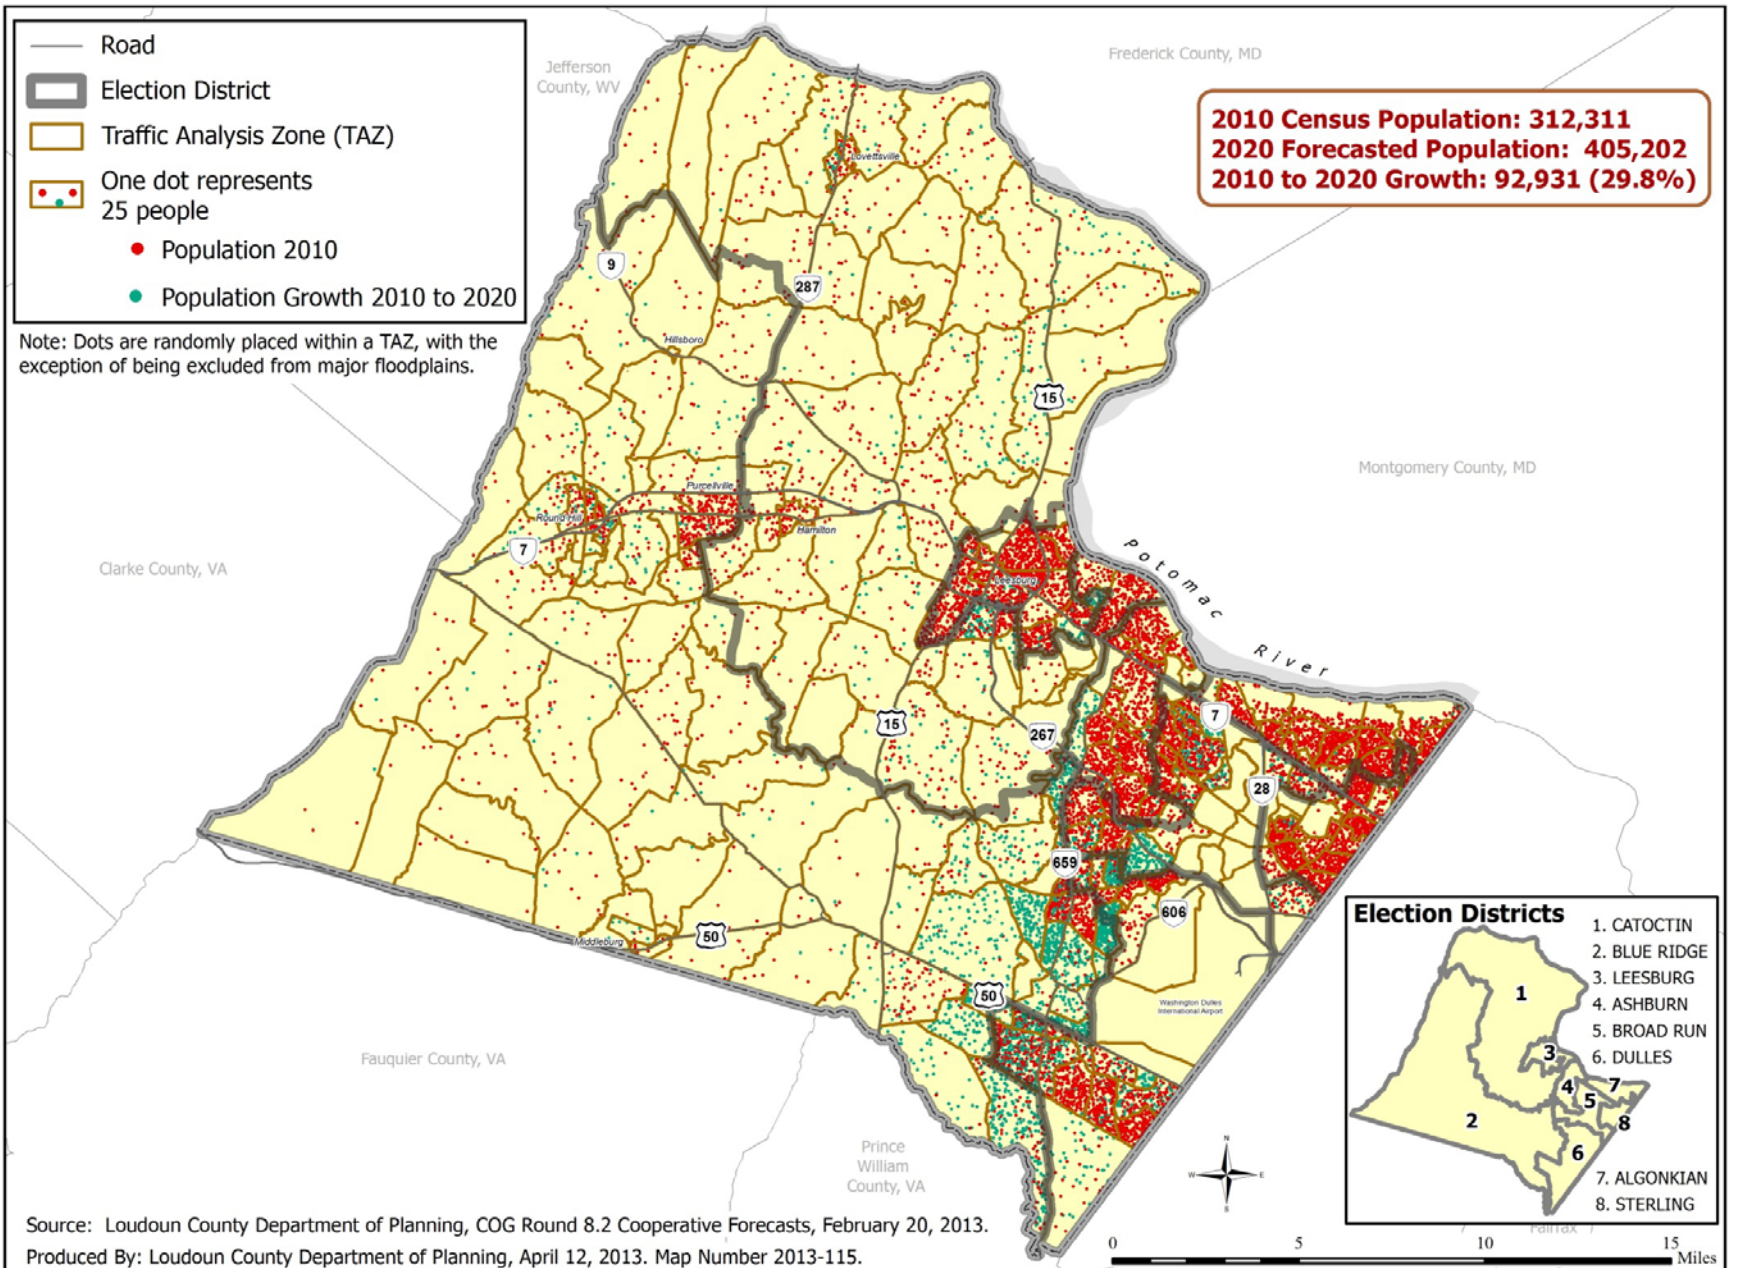 Road
Election District
Traffic Analysis Zone (TAZ)
One dot represents
25 people
Population 2010
Population Growth 2010 to 2020
Note: Dots are randomly placed within a TAZ, with the
exception of being excluded from major floodplains.
Jefferson
County, WV
Frederick County, MD
2010 Census Population: 312,311
2020 Forecasted Population: 405,202
2010 to 2020 Growth: 92,931 (29.8%)
Lovettsville
9
287
Hillsboro
15
Montgomery County, MD
Purcellville
Round Hill
Hamilton
7
Clarke County, VA
Leesburg
Potomac River
15
267
7
28
659
606
Middleburg
50
50
Washington Dulles
International Airport
Fauquier County, VA
Prince
William
County, VA
N
W E
S
Election Districts
1. CATOCTIN
2. BLUE RIDGE
3. LEESBURG
4. ASHBURN
5. BROAD RUN
6. DULLES
7. ALGONKIAN
8. STERLING
1
3
4
7
5
2
8
6
Fairfax
Source: Loudoun County Department of Planning, COG Round 8.2 Cooperative Forecasts, February 20, 2013.
Produced By: Loudoun County Department of Planning, April 12, 2013. Map Number 2013-115.
0 5 10 15
Miles